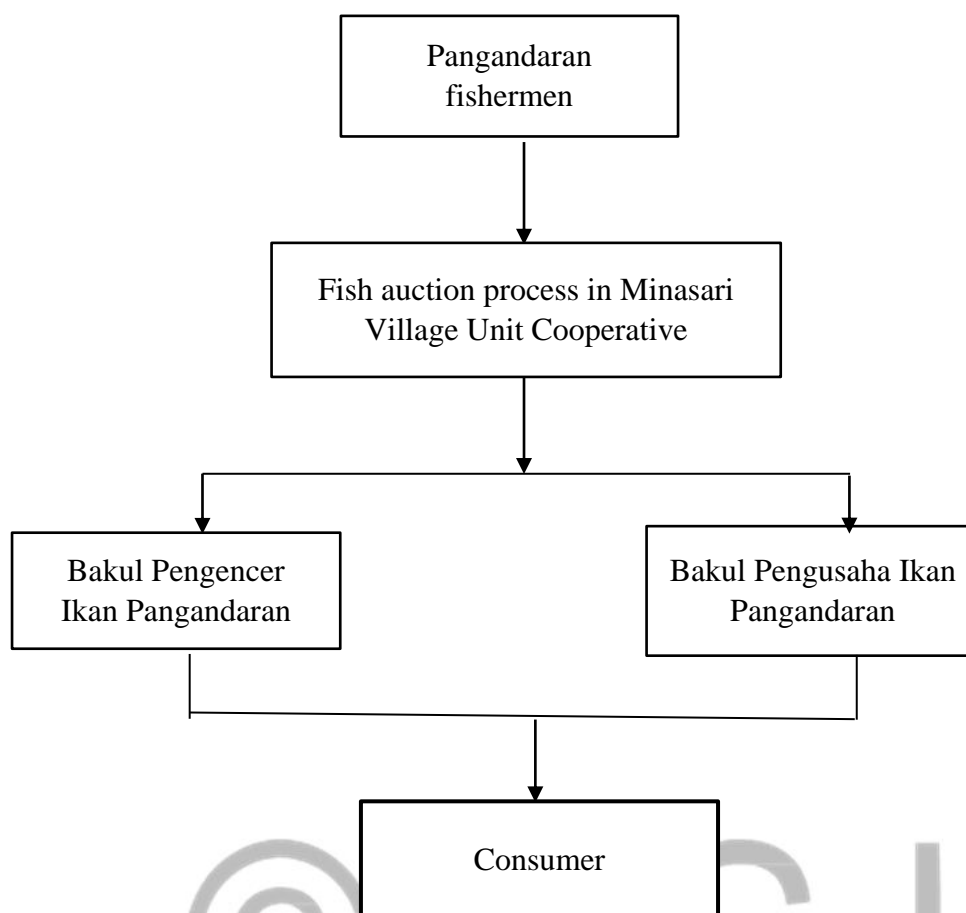 Pangandaran
fishermen
Fish auction process in Minasari
Village Unit Cooperative
Bakul Pengencer
Ikan Pangandaran
Bakul Pengusaha Ikan
Pangandaran
Consumer